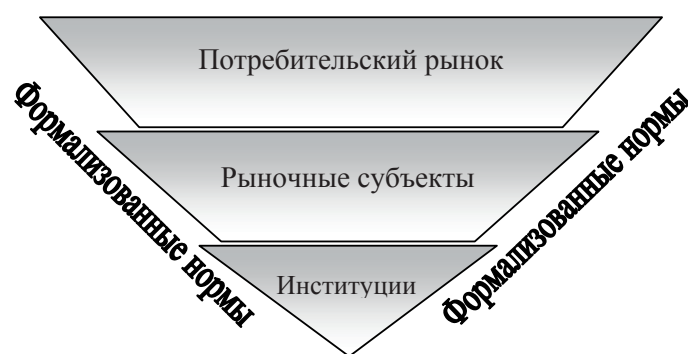 Потребительский рынок
Формализованные нормы
Формализованные нормы
Рыночные субъекты
Институции